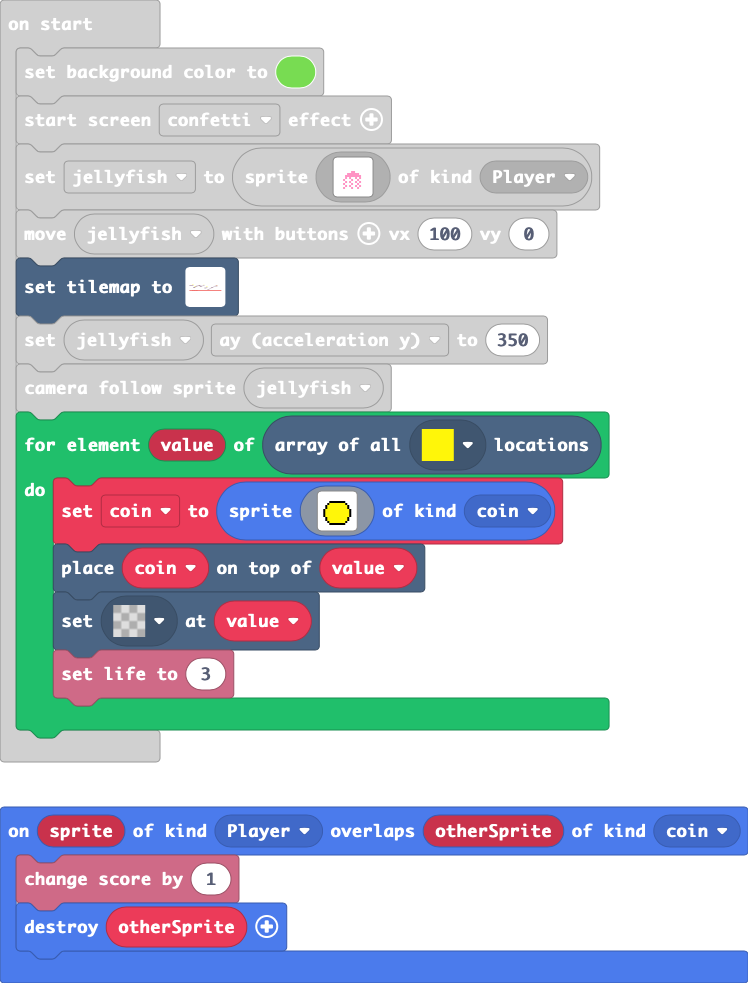 on start
set background color to
start screen confetti effect
set jellyfish to sprite of kind Player
move jellyfish with buttons vx 100 vy 0
set tilemap to
set jellyfish ay (acceleration y) to 350
camera follow sprite jellyfish
for element value of array of all locations
do
set coin to sprite of kind coin
place coin on top of value
set at value
set life to 3
on sprite of kind Player overlaps otherSprite of kind coin
change score by 1
destroy otherSprite